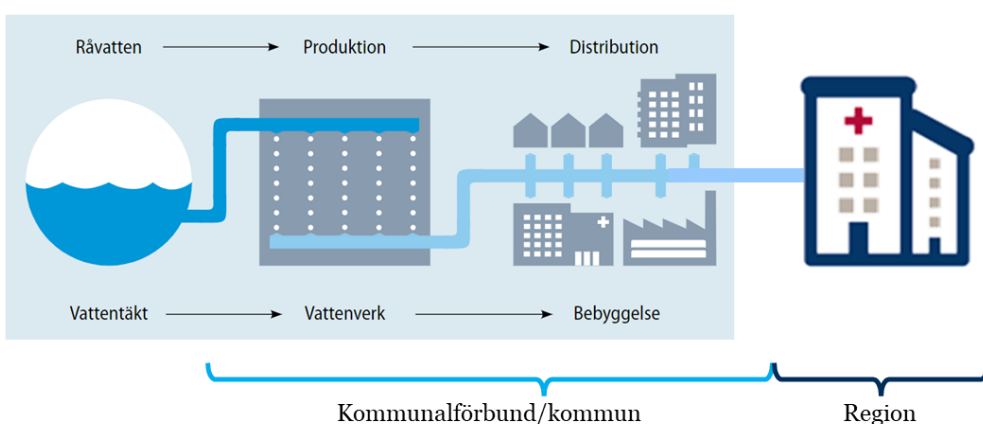 Råvatten Produktion Distribution
Vattentäkt Vattenverk Bebyggelse
Kommunalförbund/kommun Region